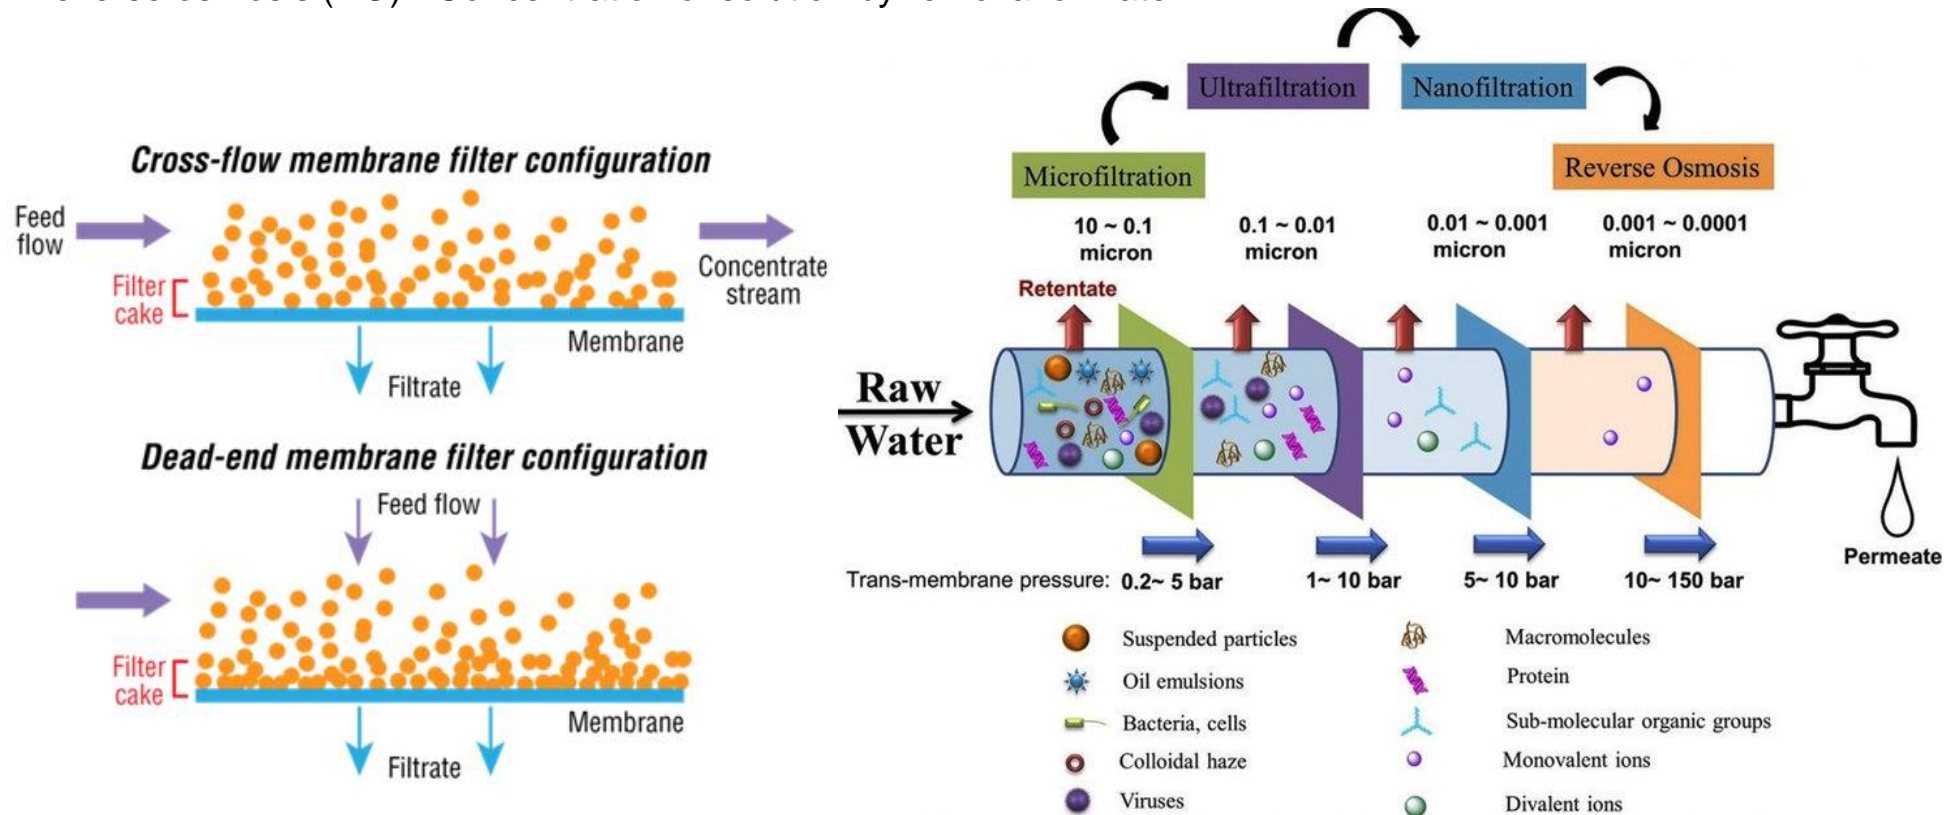 Cross-flow membrane filter configuration
Feed
flow
Filter
cake
Concentrate
stream
Membrane
Filtrate
Dead-end membrane filter configuration
Feed flow
Filter
cake
Membrane
Filtrate
Ultrafiltration
Nanofiltration
Microfiltration
Reverse Osmosis
10 ~ 0.1
micron
0.1 ~ 0.01
micron
0.01 ~ 0.001
micron
0.001 ~ 0.0001
micron
Retentate
Raw
Water
Permeate
Trans-membrane pressure: 0.2~ 5 bar
1~ 10 bar
5~ 10 bar
10~ 150 bar
Suspended particles
Oil emulsions
Bacteria, cells
Colloidal haze
Viruses
Macromolecules
Protein
Sub-molecular organic groups
Monovalent ions
Divalent ions